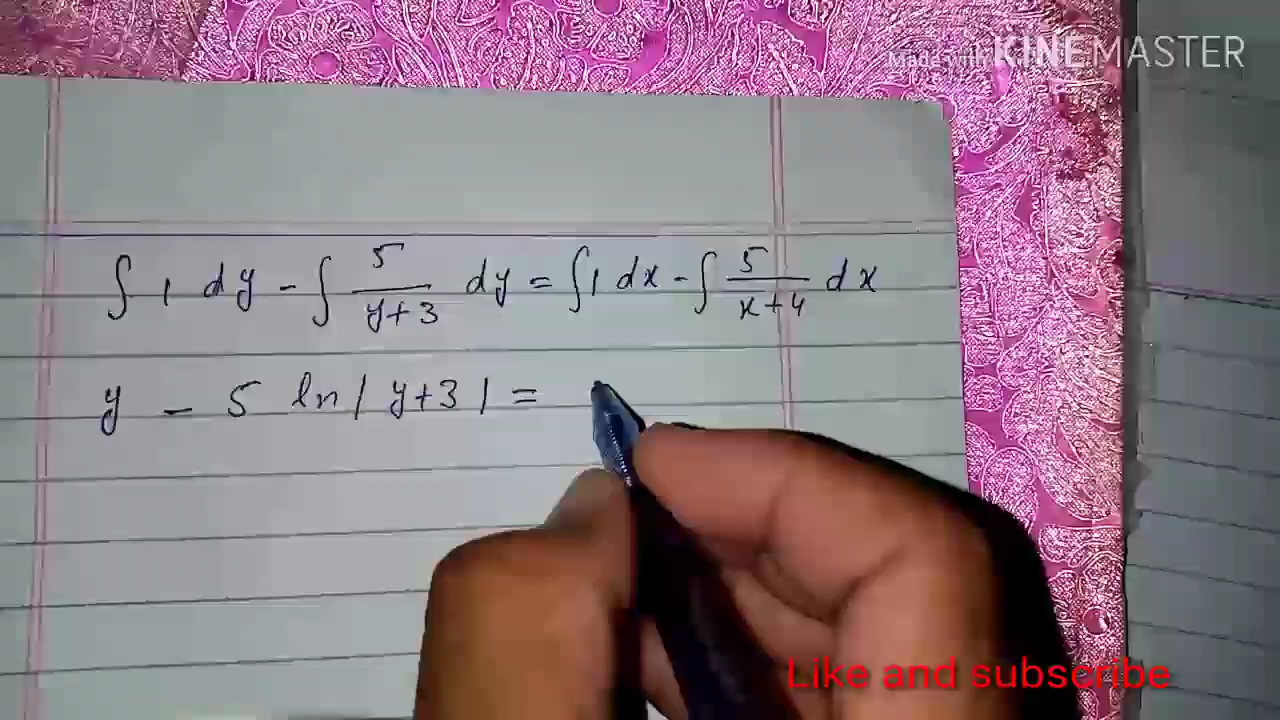 Made with KINEMASTER
∫ 1 dy - ∫ 5/(y+3) dy = ∫ 1 dx - ∫ 5/(x+4) dx
y - 5 ln|y+3| =
Like and subscribe